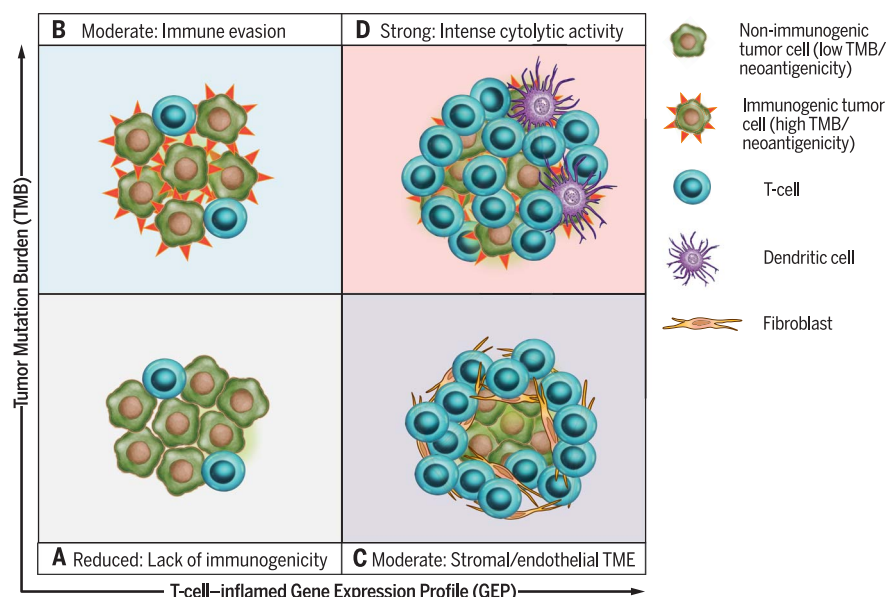 B Moderate: Immune evasion
D Strong: Intense cytolytic activity
Tumor Mutation Burden (TMB)
A Reduced: Lack of immunogenicity
C Moderate: Stromal/endothelial TME
T-cell–inflamed Gene Expression Profile (GEP)
Non-immunogenic
tumor cell (low TMB/
neoantigenicity)
Immunogenic tumor
cell (high TMB/
neoantigenicity)
T-cell
Dendritic cell
Fibroblast